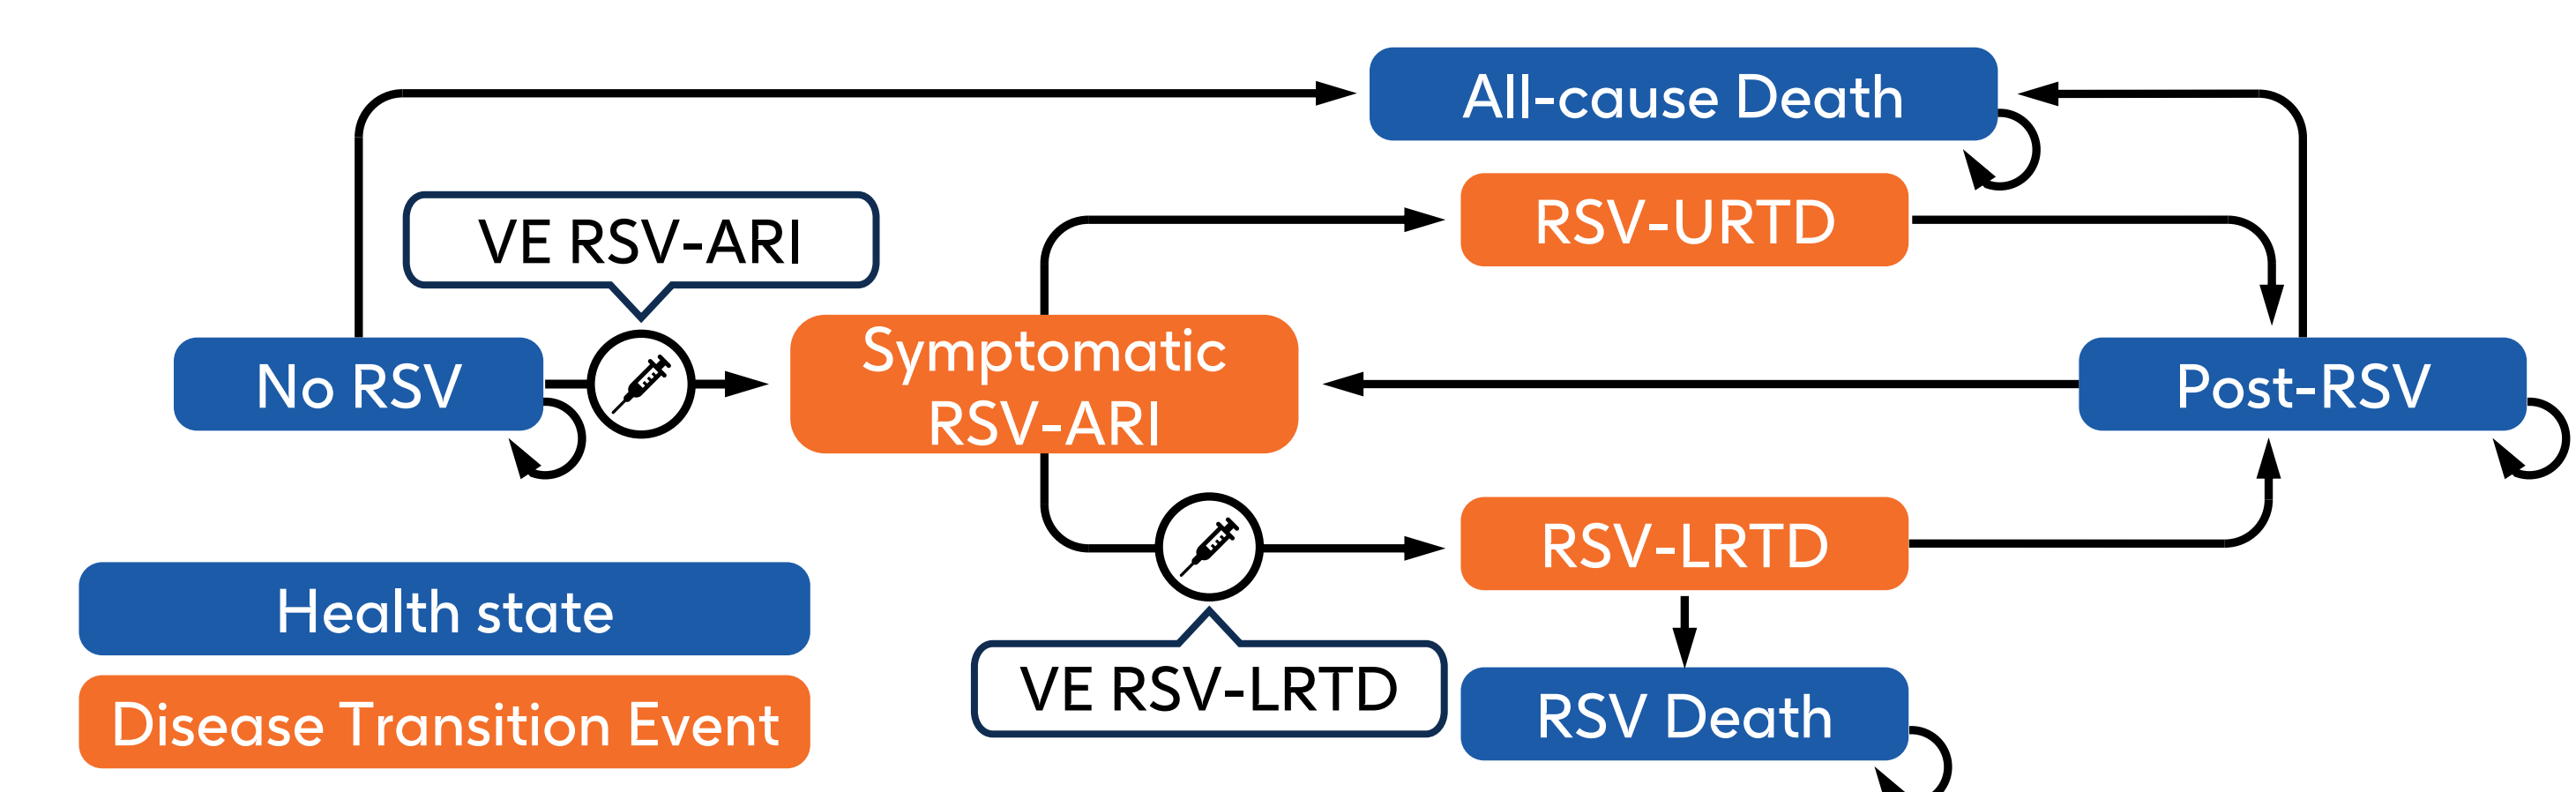 All-cause Death
RSV-URTD
VE RSV-ARI
No RSV
Symptomatic
RSV-ARI
Post-RSV
RSV-LRTD
VE RSV-LRTD
RSV Death
Health state
Disease Transition Event